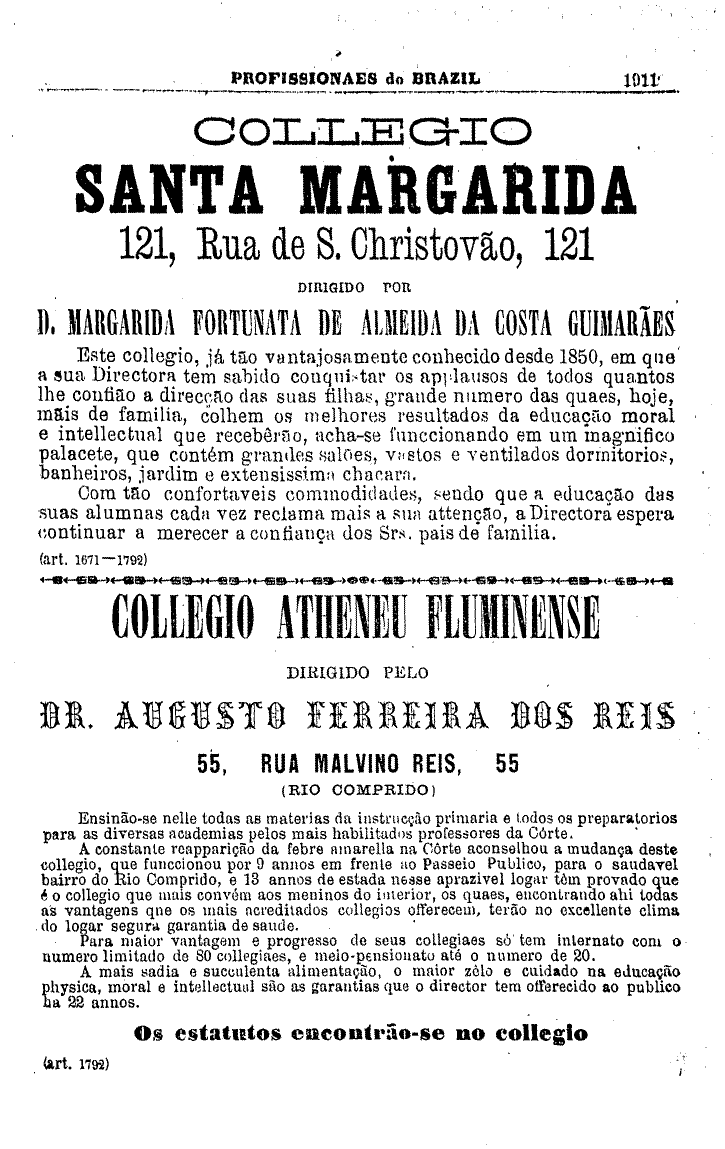 PROFISSIONAES do BRAZIL 1911
COLLEGIO
SANTA MARGARIDA
121, Rua de S. Christovão, 121
DIRIGIDO POR
D. MARGARIDA FORTUNATA DE ALMEIDA DA COSTA GUIMARÃES
Este collegio, já tão vantajosamente conhecido desde 1850, em que
a sua Directora tem sabido conquistar os applausos de todos quantos
lhe confião a direcção das suas filhas, grande numero das quaes, hoje,
mãis de familia, colhem os melhores resultados da educação moral
e intellectual que recebêrão, acha-se funccionando em um magnifico
palacete, que contém grandes salões, vastos e ventilados dormitorios,
banheiros, jardim e extensissima chacara.
Com tão confortaveis commodidades, sendo que a educação das
suas alumnas cada vez reclama mais a sua attenção, a Directora espera
continuar a merecer a confiança dos Srs. pais de familia.
(art. 1671—1792)
COLLEGIO ATHENEU FLUMINENSE
DIRIGIDO PELO
DR. AUGUSTO FERREIRA DOS REIS
55, RUA MALVINO REIS, 55
(RIO COMPRIDO)
Ensinão-se nelle todas as materias da instrucção primaria e todos os preparatorios
para as diversas academias pelos mais habilitados professores da Côrte.
A constante reapparição da febre amarella na Côrte aconselhou a mudança deste
collegio, que funccionou por 9 annos em frente ao Passeio Publico, para o saudavel
bairro do Rio Comprido, e 13 annos de estada nesse aprazivel logar têm provado que
é o collegio que mais convém aos meninos do interior, os quaes, encontrando ahi todas
as vantagens que os mais acreditados collegios offerecem, terão no excellente clima
do logar segura garantia de saude.
Para maior vantagem e progresso de seus collegiaes só tem internato com o
numero limitado de 80 collegiaes, e meio-pensionato até o numero de 20.
A mais sadia e succulenta alimentação, o maior zêlo e cuidado na educação
physica, moral e intellectual são as garantias que o director tem offerecido ao publico
ha 22 annos.
Os estatutos encontrão-se no collegio
(art. 1792)